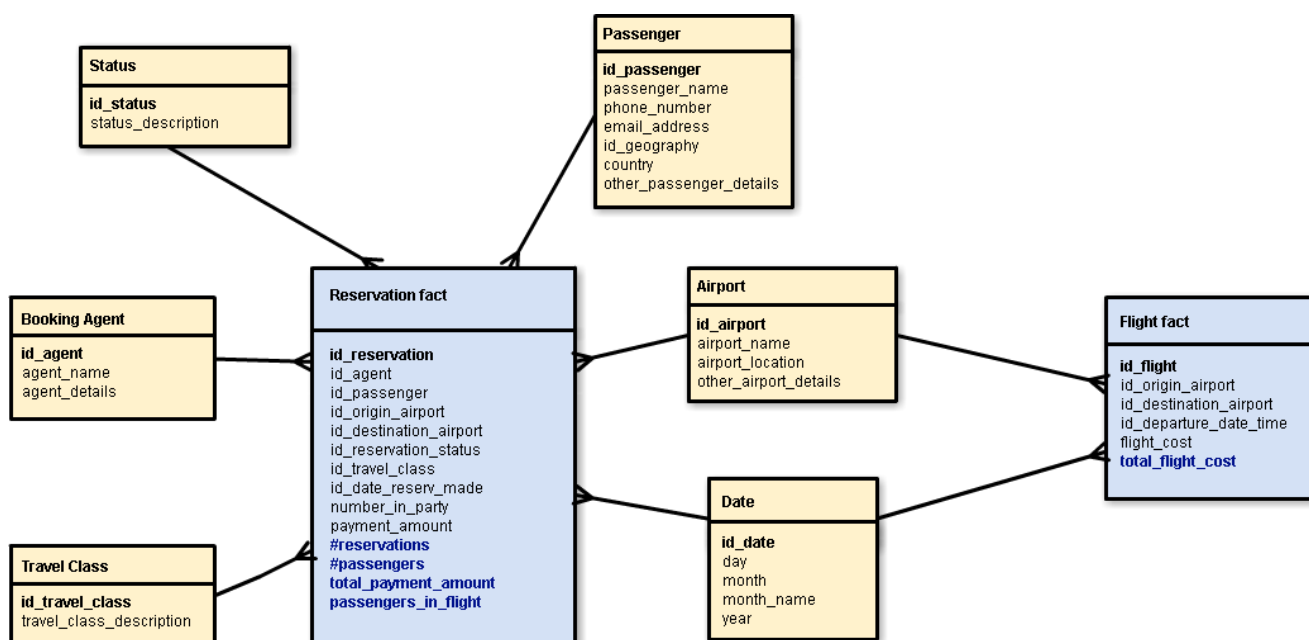 Status
id_status
status_description
Passenger
id_passenger
passenger_name
phone_number
email_address
id_geography
country
other_passenger_details
Booking Agent
id_agent
agent_name
agent_details
Reservation fact
id_reservation
id_agent
id_passenger
id_origin_airport
id_destination_airport
id_reservation_status
id_travel_class
id_date_reserv_made
number_in_party
payment_amount
#reservations
#passengers
total_payment_amount
passengers_in_flight
Airport
id_airport
airport_name
airport_location
other_airport_details
Flight fact
id_flight
id_origin_airport
id_destination_airport
id_departure_date_time
flight_cost
total_flight_cost
Travel Class
id_travel_class
travel_class_description
Date
id_date
day
month
month_name
year